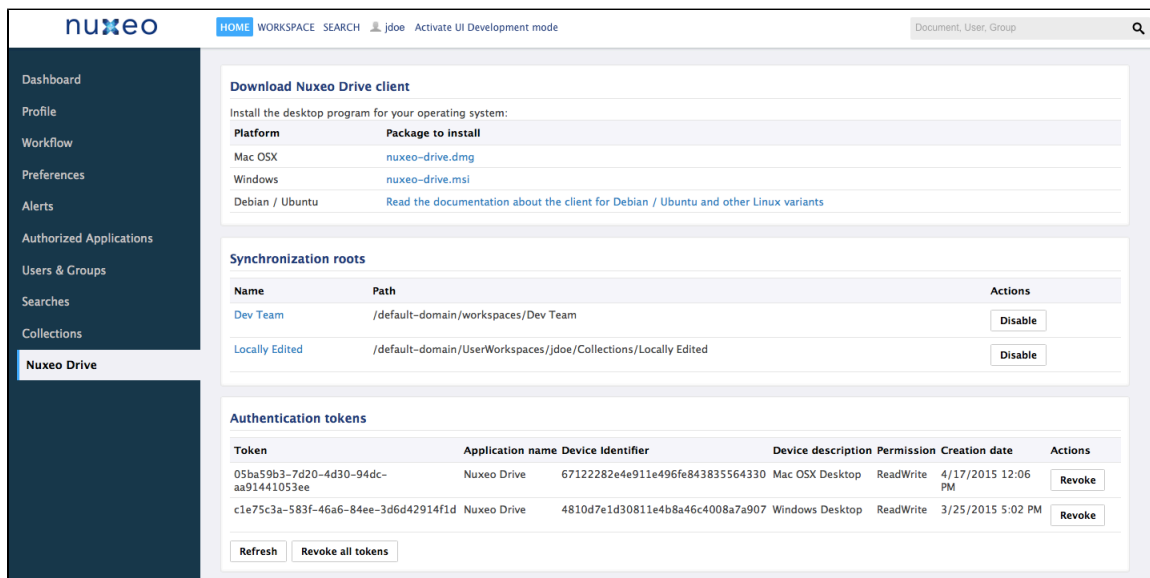 nuxeo
HOME WORKSPACE SEARCH jdoe Activate UI Development mode
Document, User, Group
Dashboard
Profile
Workflow
Preferences
Alerts
Authorized Applications
Users & Groups
Searches
Collections
Nuxeo Drive
Download Nuxeo Drive client
Install the desktop program for your operating system:
Platform Package to install
Mac OSX nuxeo-drive.dmg
Windows nuxeo-drive.msi
Debian / Ubuntu Read the documentation about the client for Debian / Ubuntu and other Linux variants
Synchronization roots
Name Path Actions
Dev Team /default-domain/workspaces/Dev Team Disable
Locally Edited /default-domain/UserWorkspaces/jdoe/Collections/Locally Edited Disable
Authentication tokens
Token Application name Device Identifier Device description Permission Creation date Actions
05ba59b3-7d20-4d30-94dc- Nuxeo Drive 67122282e4e911e496fe843835564330 Mac OSX Desktop ReadWrite 4/17/2015 12:06 Revoke
aa91441053ee PM
c1e75c3a-583f-46a6-84ee-3d6d42914f1d Nuxeo Drive 4810d7e1d30811e4b8a46c4008a7a907 Windows Desktop ReadWrite 3/25/2015 5:02 PM Revoke
Refresh Revoke all tokens